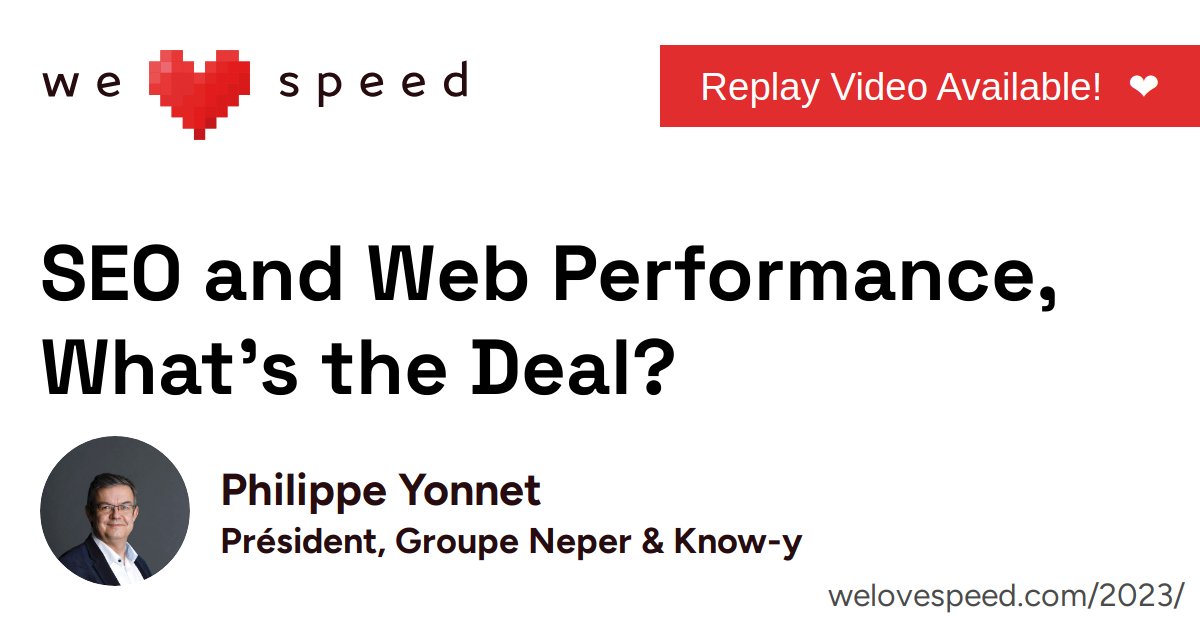 we speed
Replay Video Available! ❤
SEO and Web Performance,
What’s the Deal?
Philippe Yonnet
Président, Groupe Neper & Know-y
welovespeed.com/2023/